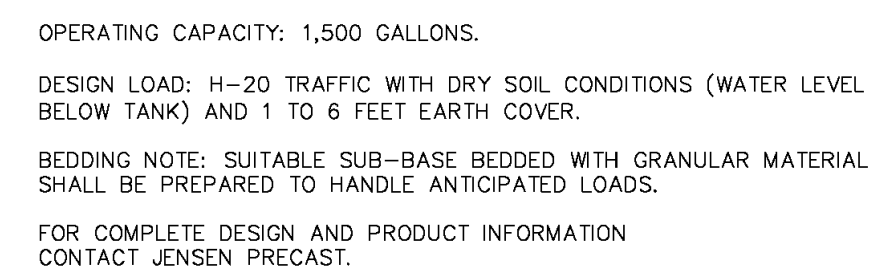 OPERATING CAPACITY: 1,500 GALLONS.
DESIGN LOAD: H-20 TRAFFIC WITH DRY SOIL CONDITIONS (WATER LEVEL
BELOW TANK) AND 1 TO 6 FEET EARTH COVER.
BEDDING NOTE: SUITABLE SUB-BASE BEDDED WITH GRANULAR MATERIAL
SHALL BE PREPARED TO HANDLE ANTICIPATED LOADS.
FOR COMPLETE DESIGN AND PRODUCT INFORMATION
CONTACT JENSEN PRECAST.